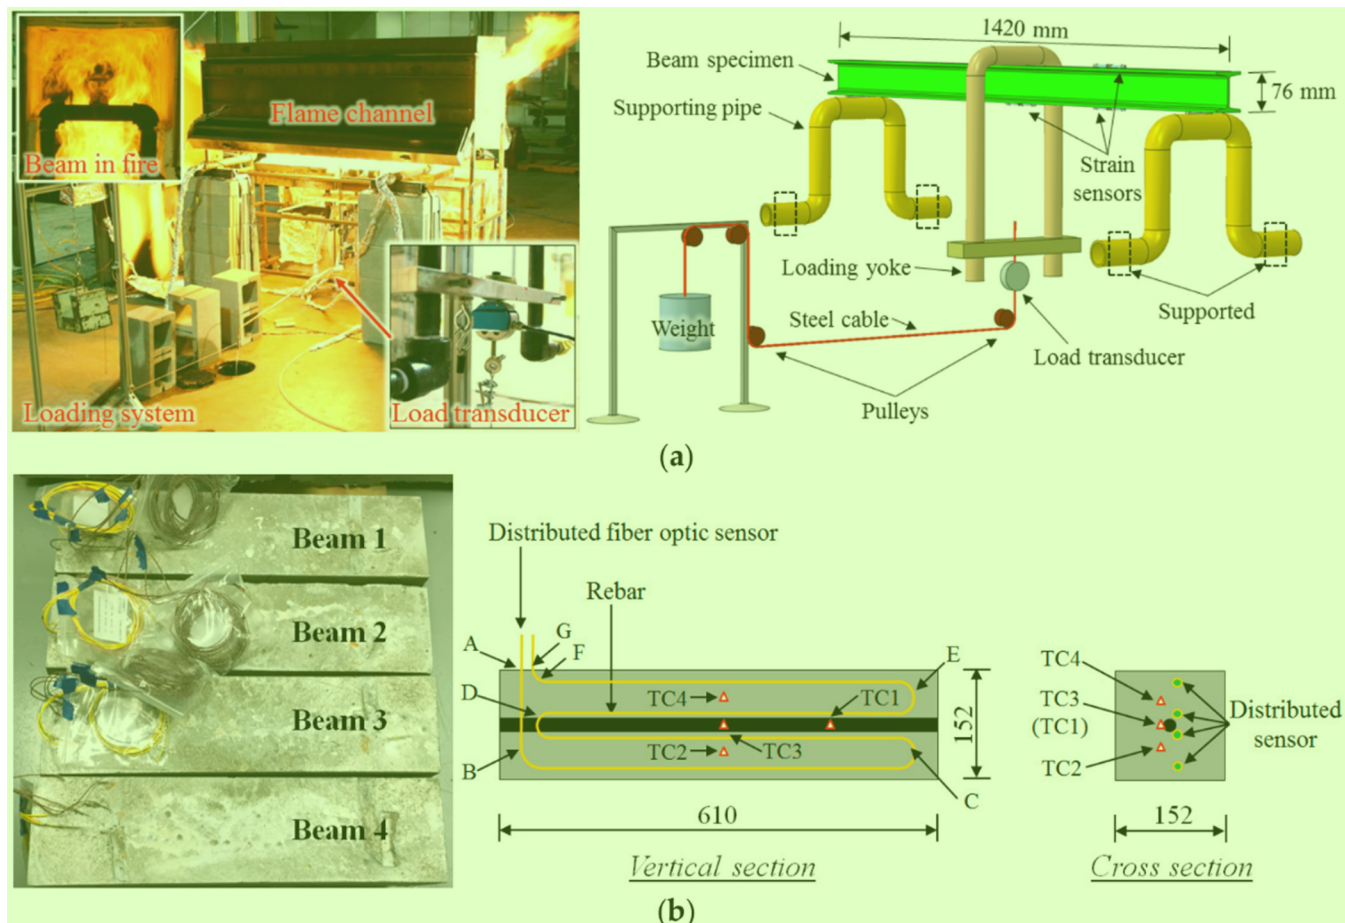 Beam in fire
Flame channel
Loading system
Load transducer
1420 mm
Beam specimen
Supporting pipe
76 mm
Strain
sensors
Loading yoke
Supported
Weight
Steel cable
Load transducer
Pulleys
(a)
Beam 1
Beam 2
Beam 3
Beam 4
Distributed fiber optic sensor
Rebar
A
G
F
E
D
TC4
TC1
TC2
TC3
B
C
152
610
Vertical section
TC4
TC3
(TC1)
TC2
Distributed
sensor
152
Cross section
(b)